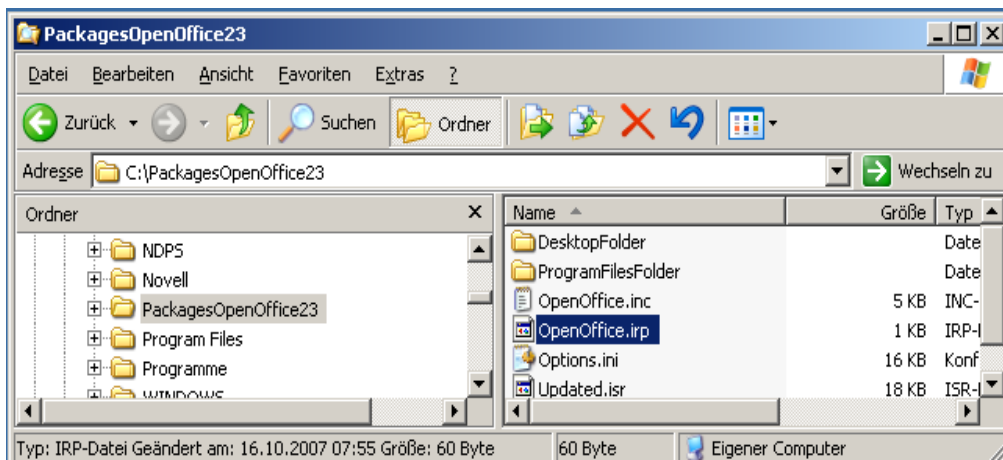 PackagesOpenOffice23
Datei Bearbeiten Ansicht Favoriten Extras ?
Zurück Suchen Ordner
Adresse C:\PackagesOpenOffice23 Wechseln zu
Ordner x Name Größe Typ
NDPS
Novell
PackagesOpenOffice23
Program Files
Programme
WINDOWS
DesktopFolder Date
ProgramFilesFolder Date
OpenOffice.inc 5 KB INC-
OpenOffice.irp 1 KB IRP-
Options.ini 16 KB Konf
Updated.isr 18 KB ISR-
Typ: IRP-Datei Geändert am: 16.10.2007 07:55 Größe: 60 Byte 60 Byte Eigener Computer